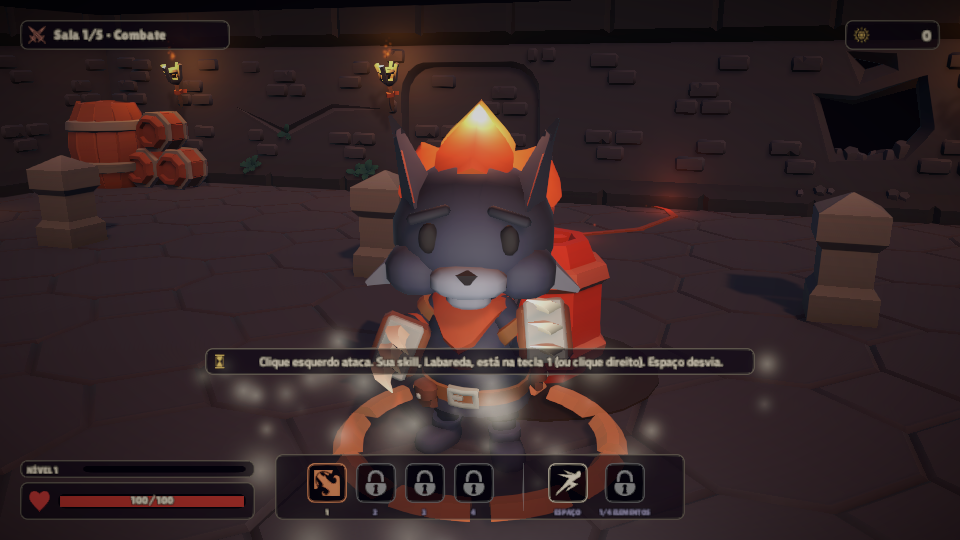 Sala 1/5 - Combate
0
Clique esquerdo ataca. Sua skill, Labareda, está na tecla 1 (ou clique direito). Espaço desvia.
NÍVEL 1
100/100
1
2
3
4
ESPAÇO
1/4 ELEMENTOS